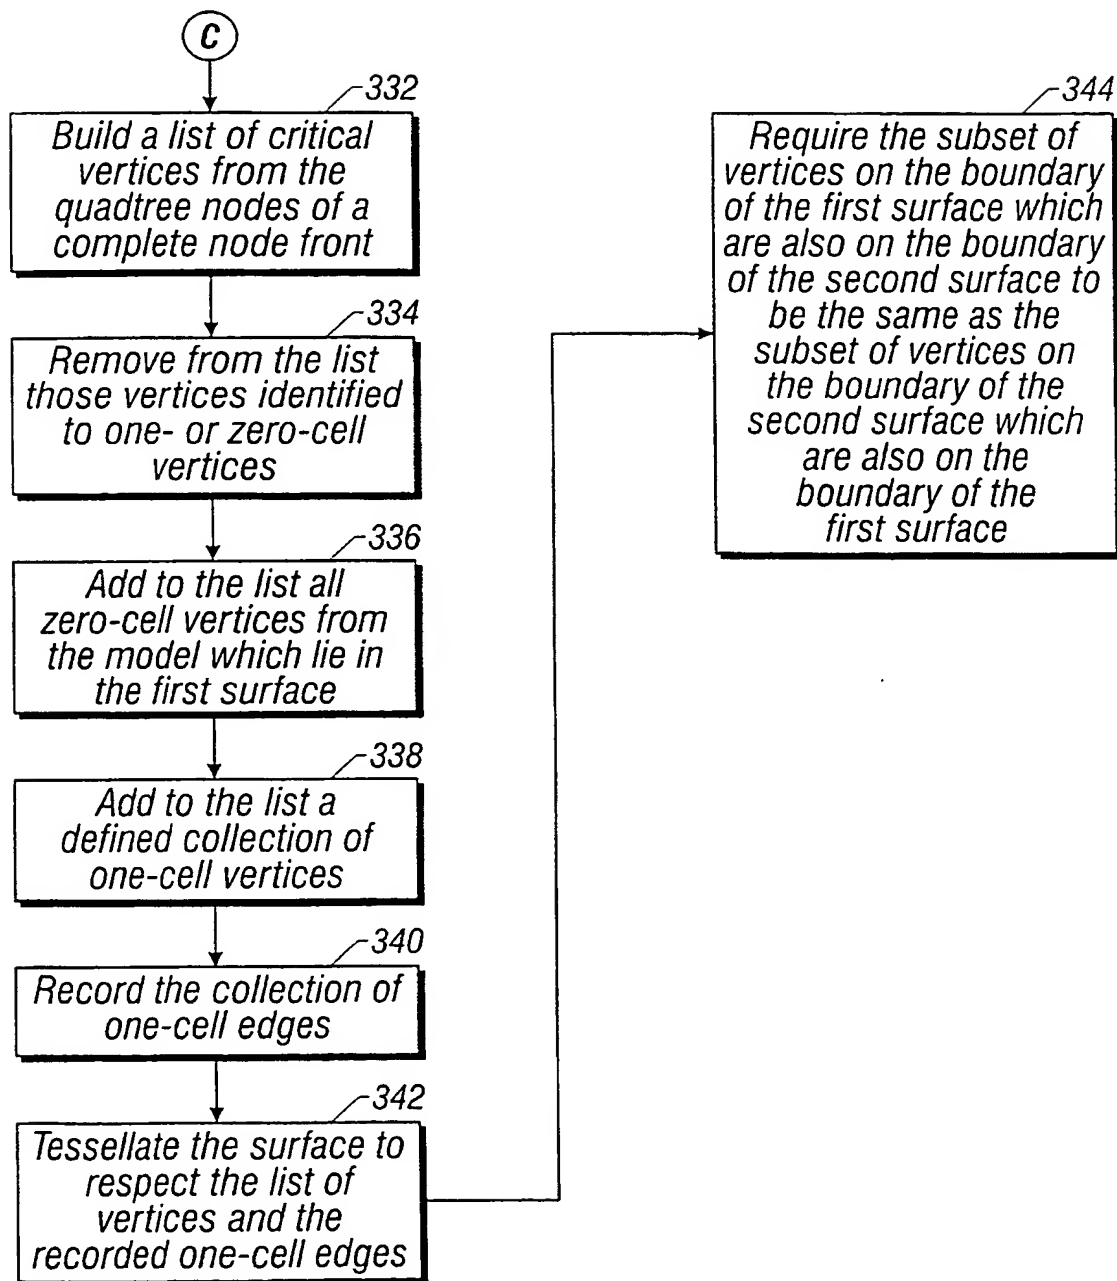 C
332
Build a list of critical
vertices from the
quadtree nodes of a
complete node front
334
Remove from the list
those vertices identified
to one- or zero-cell
vertices
336
Add to the list all
zero-cell vertices from
the model which lie in
the first surface
338
Add to the list a
defined collection of
one-cell vertices
340
Record the collection of
one-cell edges
342
Tessellate the surface to
respect the list of
vertices and the
recorded one-cell edges
344
Require the subset of
vertices on the boundary
of the first surface which
are also on the boundary
of the second surface to
be the same as the
subset of vertices on
the boundary of the
second surface which
are also on the
boundary of the
first surface